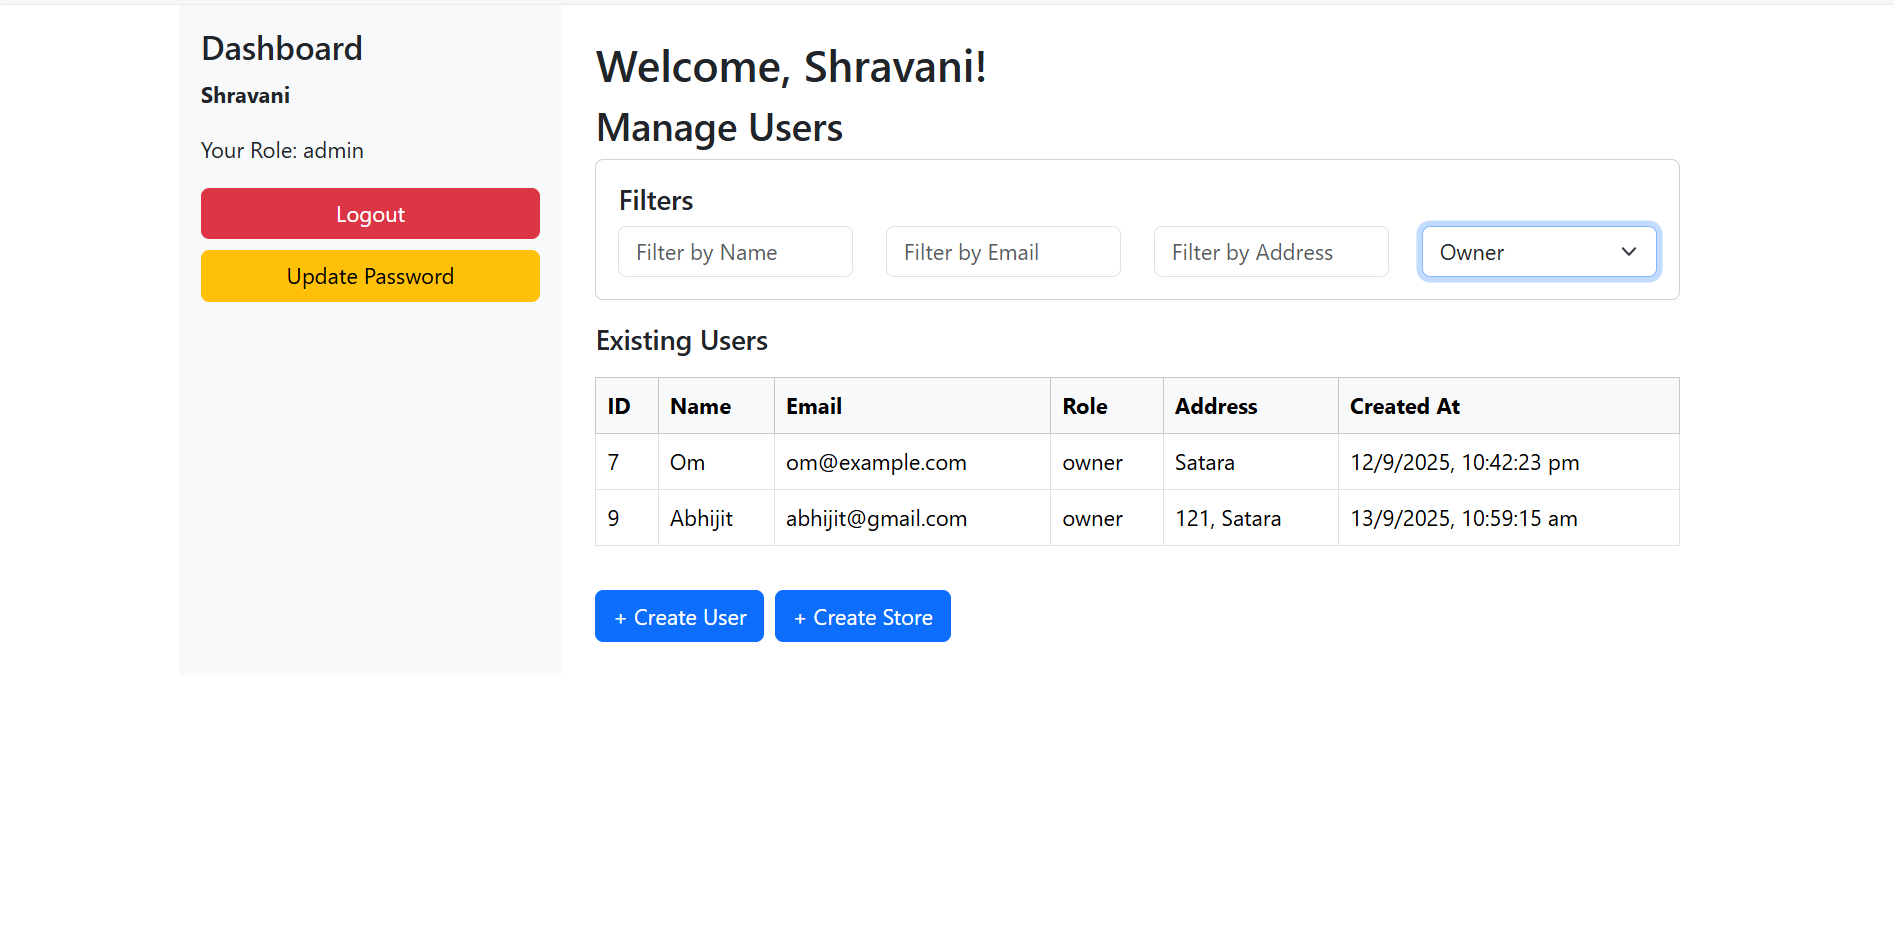 Dashboard
Shravani
Your Role: admin
Logout
Update Password
Welcome, Shravani!
Manage Users
Filters
Filter by Name Filter by Email Filter by Address Owner
Existing Users
ID Name Email Role Address Created At
7 Om om@example.com owner Satara 12/9/2025, 10:42:23 pm
9 Abhijit abhijit@gmail.com owner 121, Satara 13/9/2025, 10:59:15 am
+ Create User + Create Store